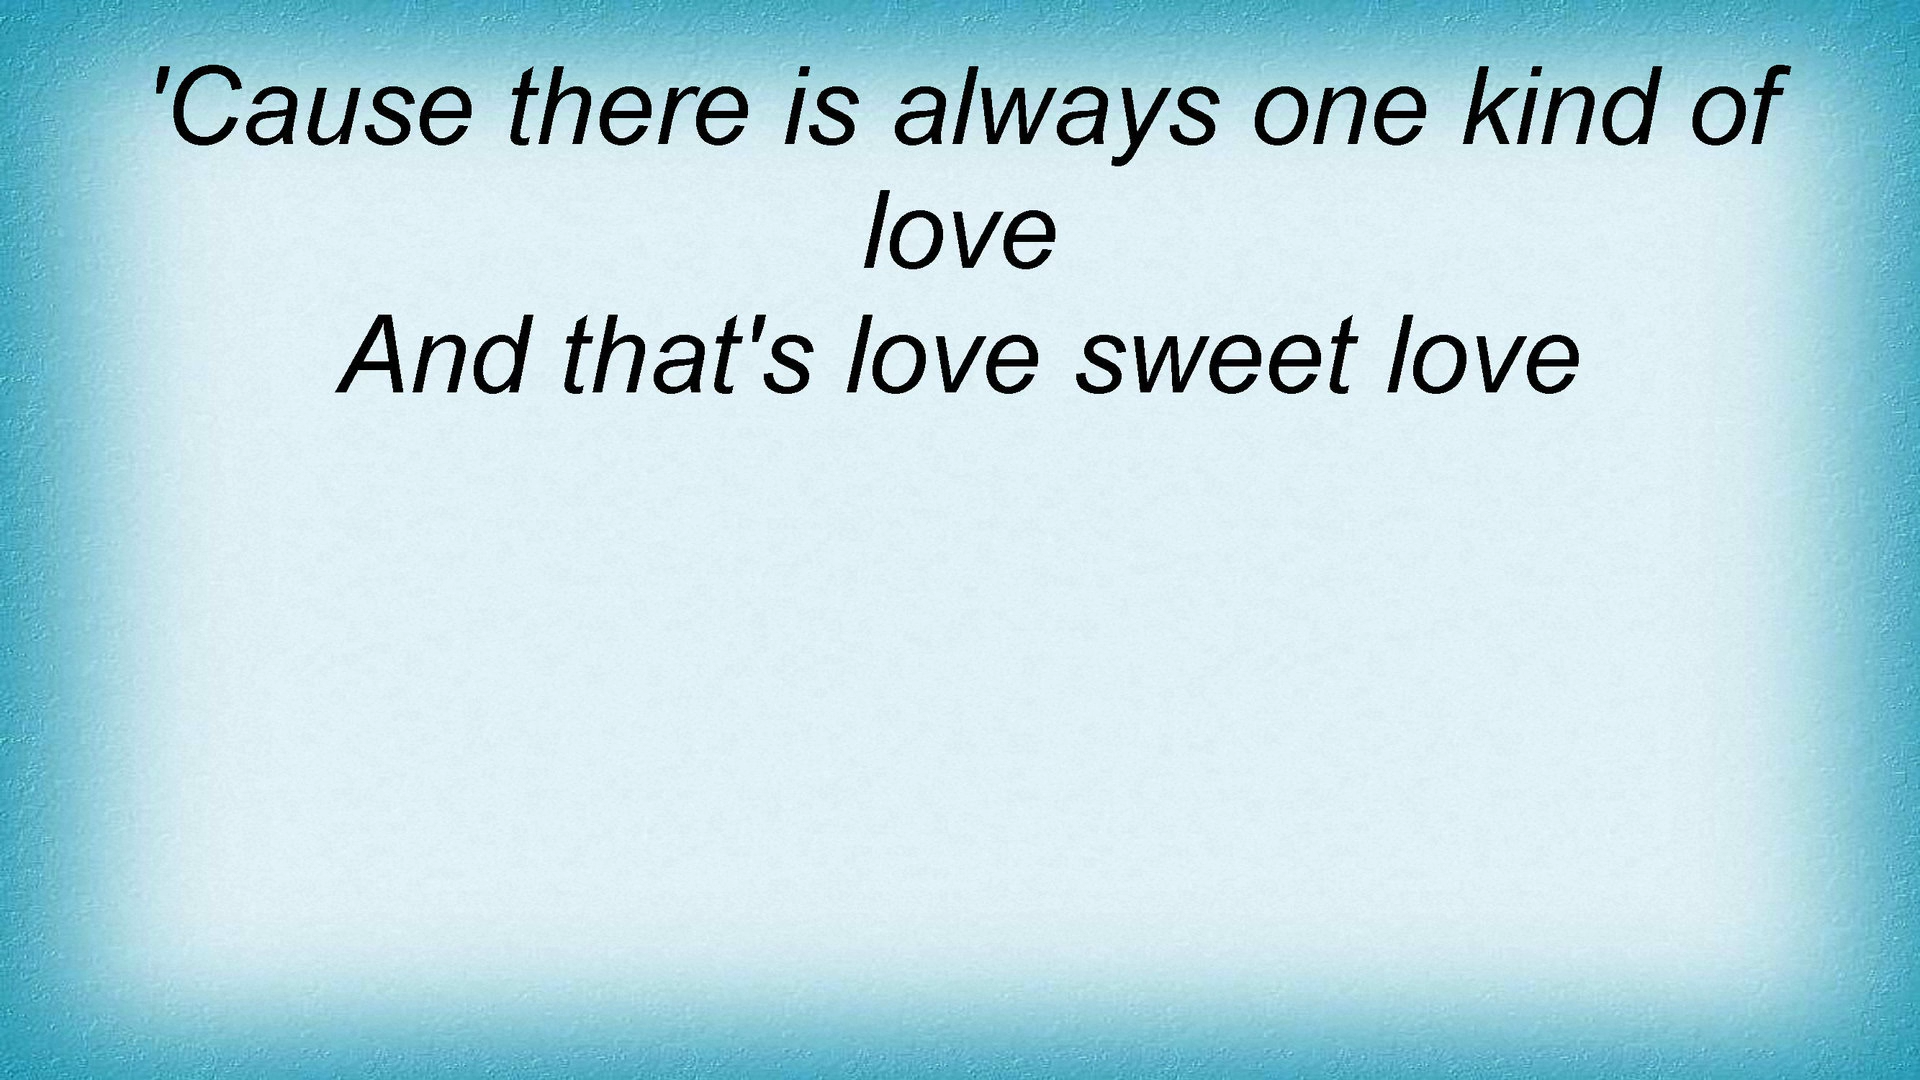 'Cause there is always one kind of
love
And that's love sweet love